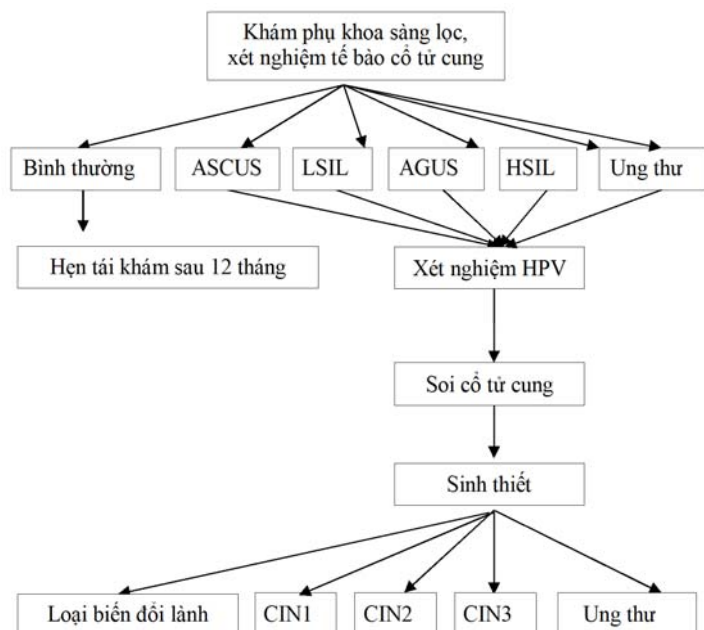 Khám phụ khoa sàng lọc,
xét nghiệm tế bào cổ tử cung
Bình thường
ASCUS
LSIL
AGUS
HSIL
Ung thư
Hẹn tái khám sau 12 tháng
Xét nghiệm HPV
Soi cổ tử cung
Sinh thiết
Loại biến đổi lành
CIN1
CIN2
CIN3
Ung thư